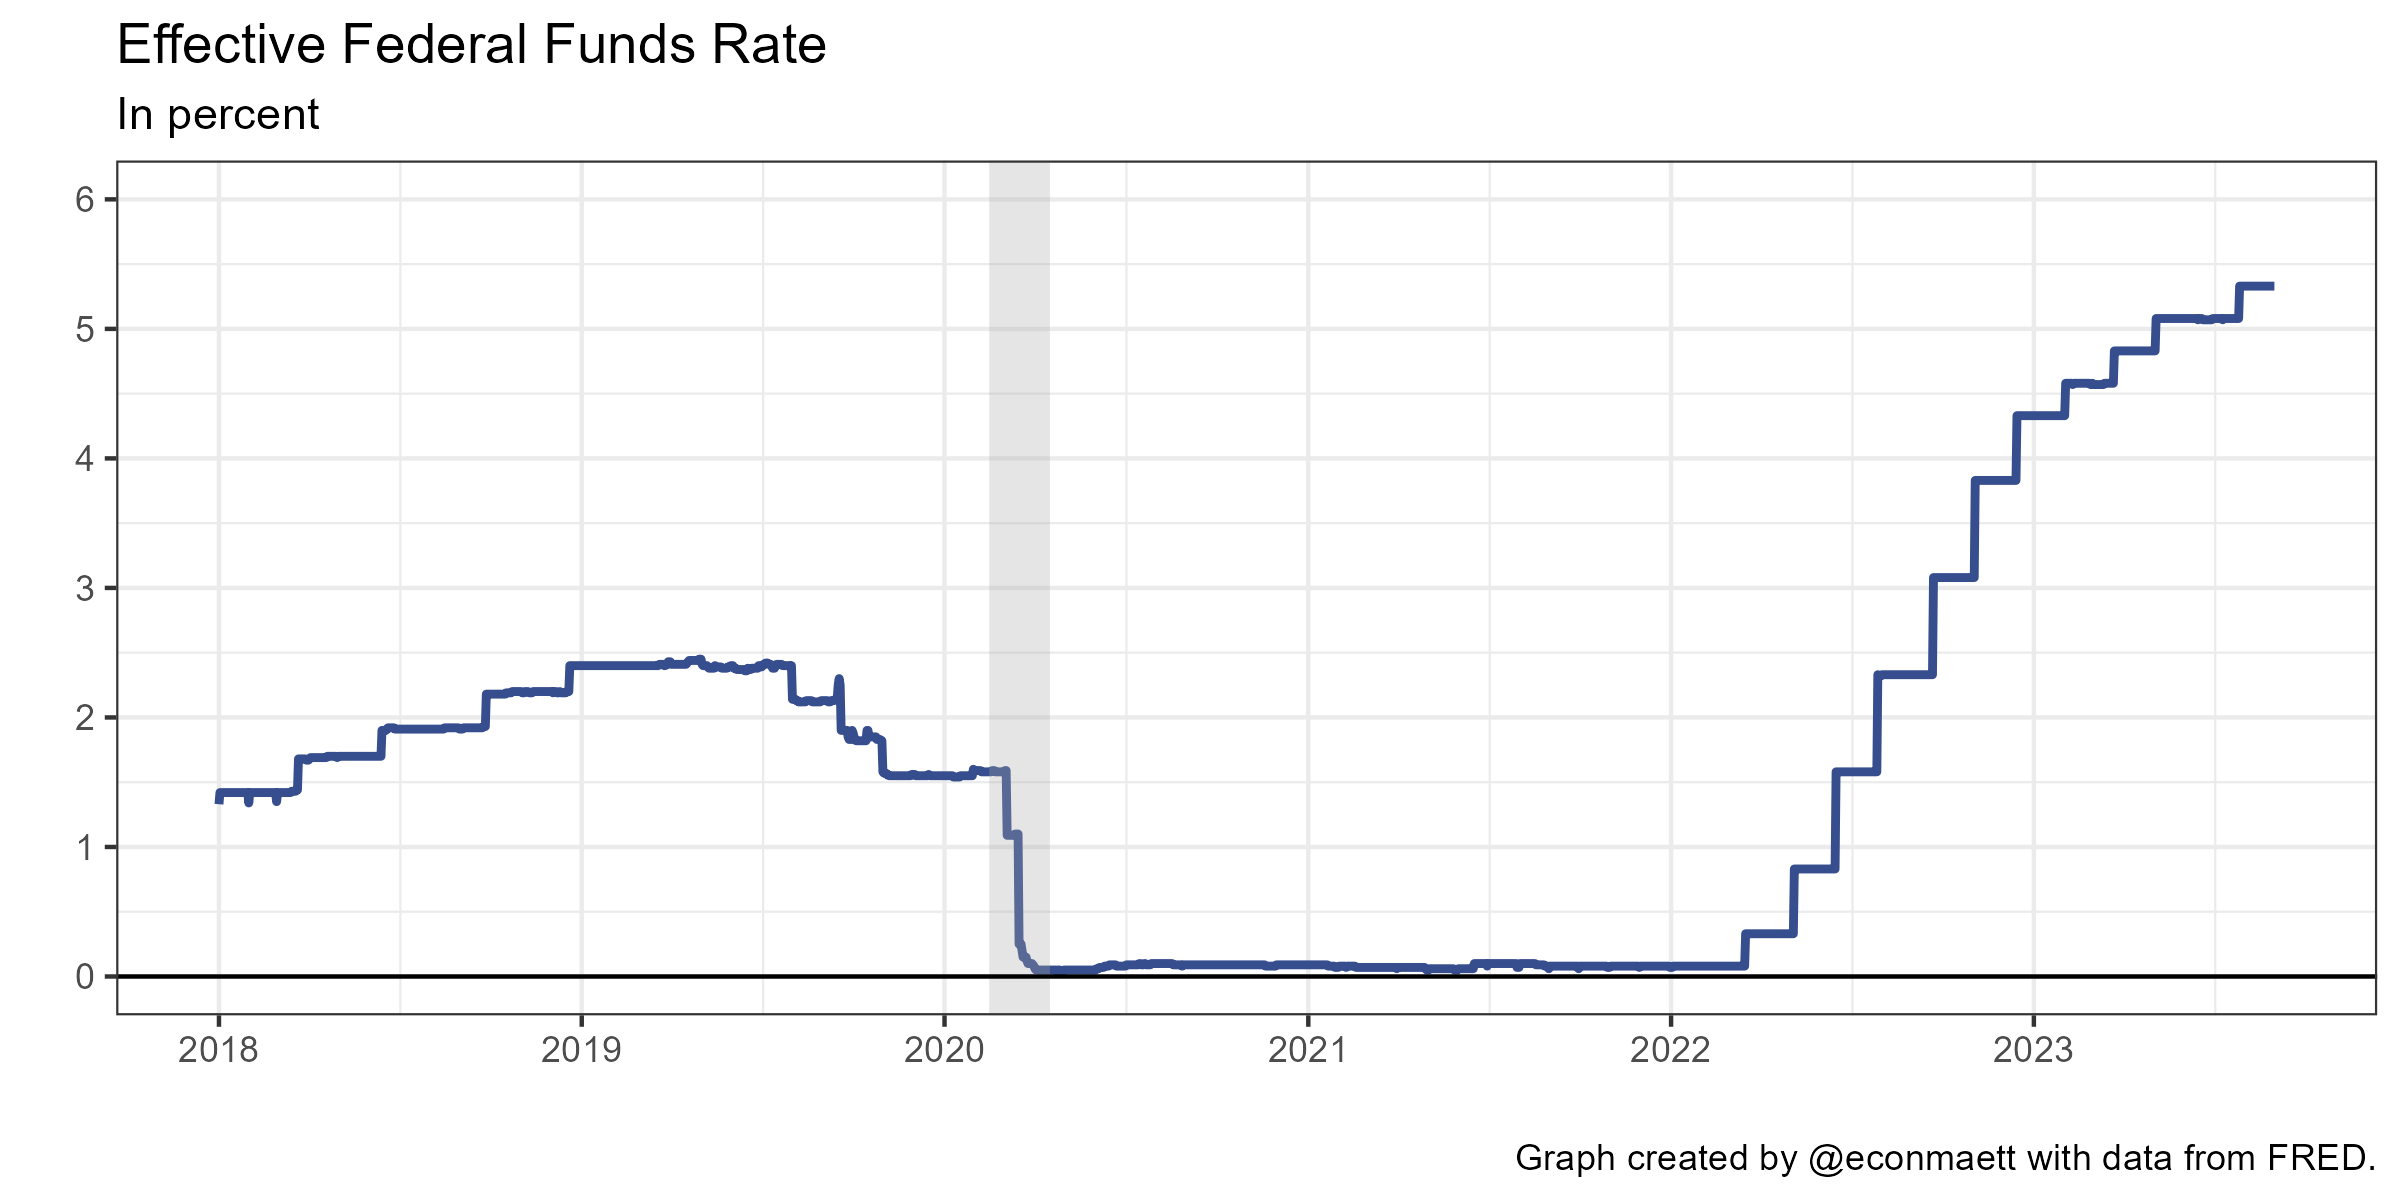 Effective Federal Funds Rate
In percent
6
5
4
3
2
1
0
2018 2019 2020 2021 2022 2023
Graph created by @econmaett with data from FRED.